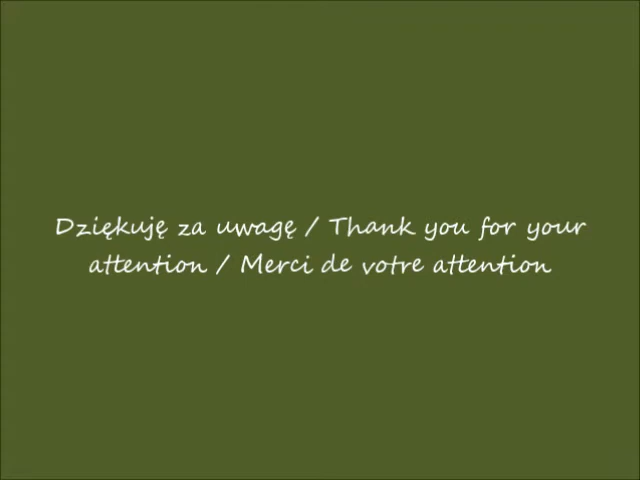 Dziękuję za uwagę / Thank you for your
attention / Merci de votre attention